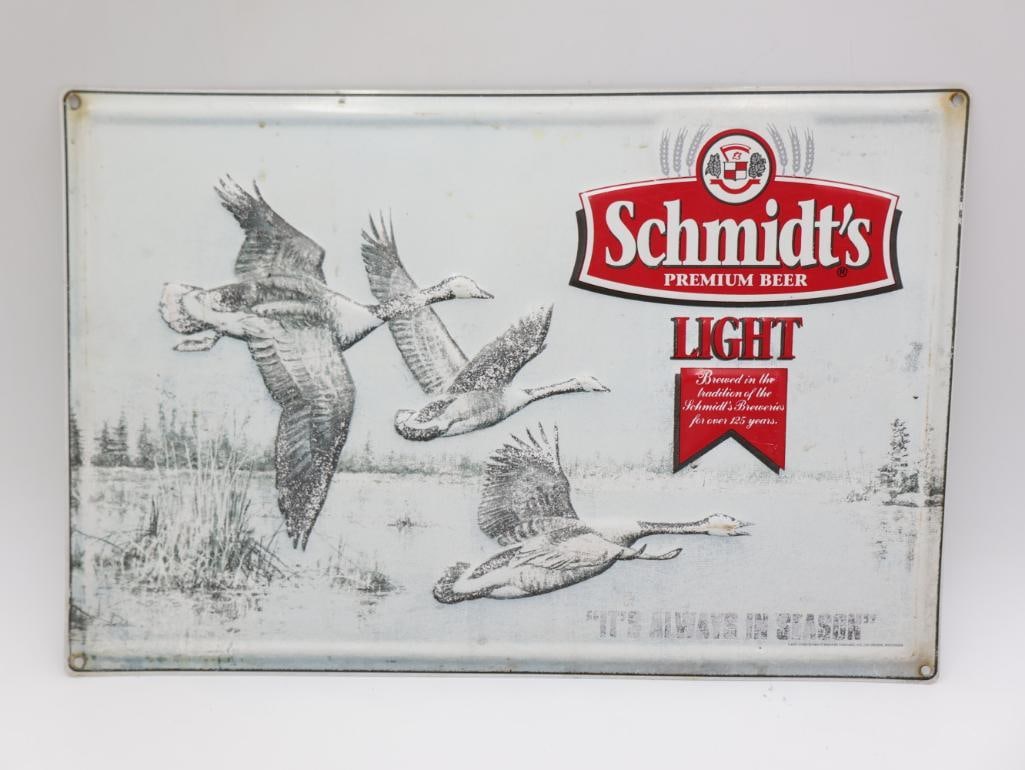 Schmidt's
PREMIUM BEER
®
LIGHT
Brewed in the
tradition of the
Schmidt's Breweries
for over 125 years.
"IT'S ALWAYS IN SEASON"